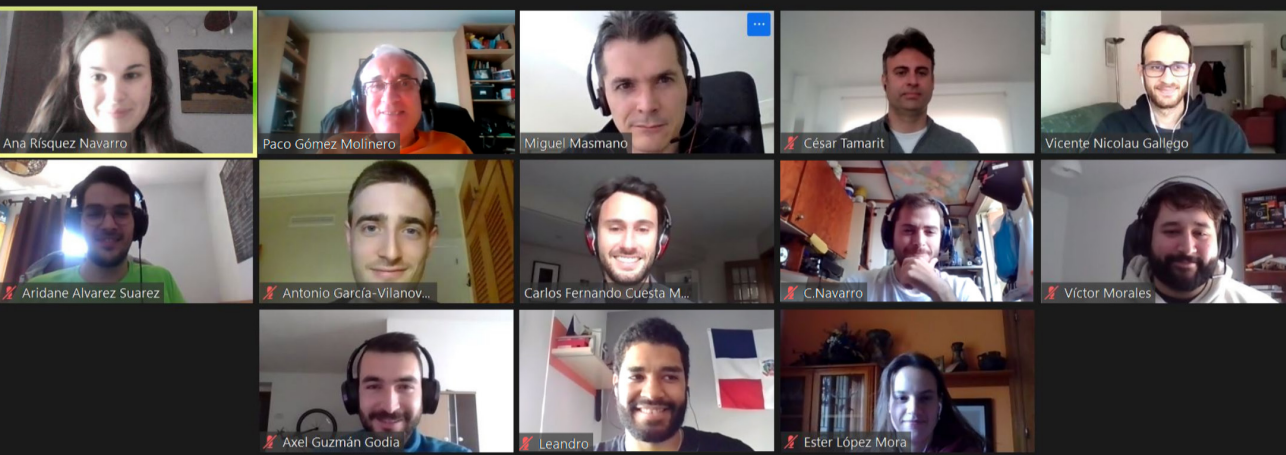 Ana Rísquez Navarro
Paco Gómez Molinero
Miguel Masmano
César Tamarit
Vicente Nicolau Gallego
Aridane Alvarez Suarez
Antonio García-Vilanov...
Carlos Fernando Cuesta M...
C.Navarro
Víctor Morales
Axel Guzmán Godia
Leandro
Ester López Mora